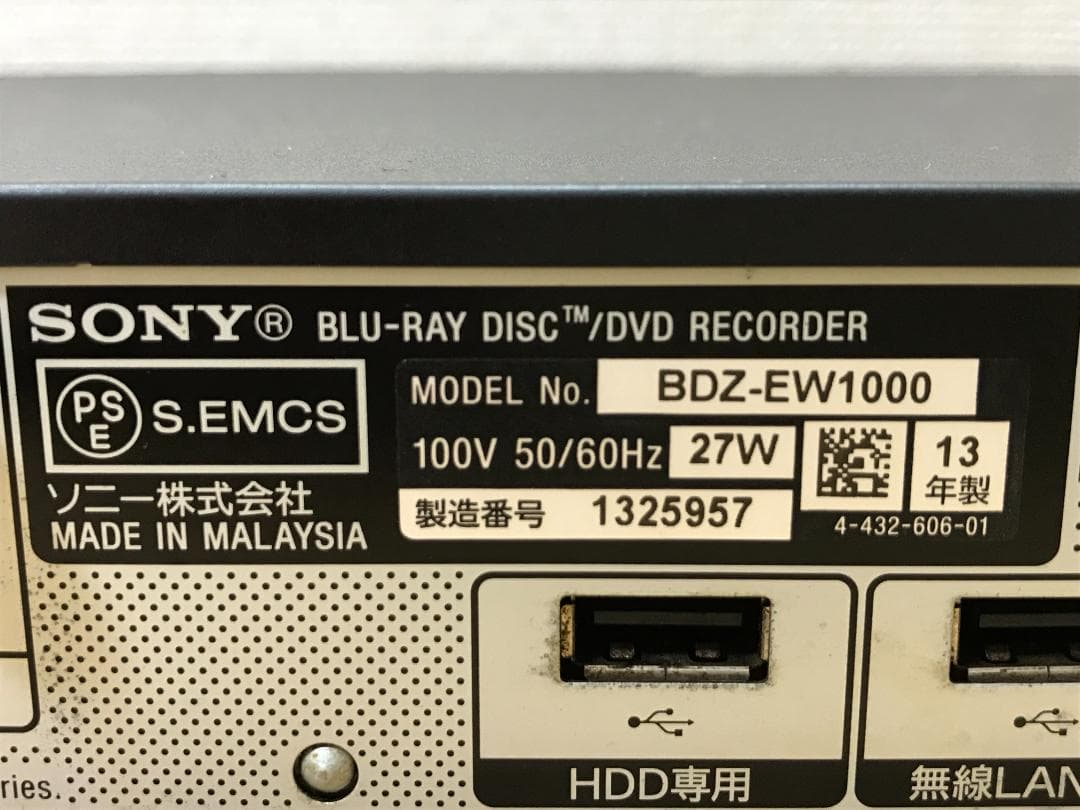 SONY® BLU-RAY DISC™/DVD RECORDER
PSE S.EMCS
ソニー株式会社
MADE IN MALAYSIA
MODEL No. BDZ-EW1000
100V 50/60Hz 27W
13
年製
製造番号 1325957
4-432-606-01
HDD専用
無線LAN
ries.